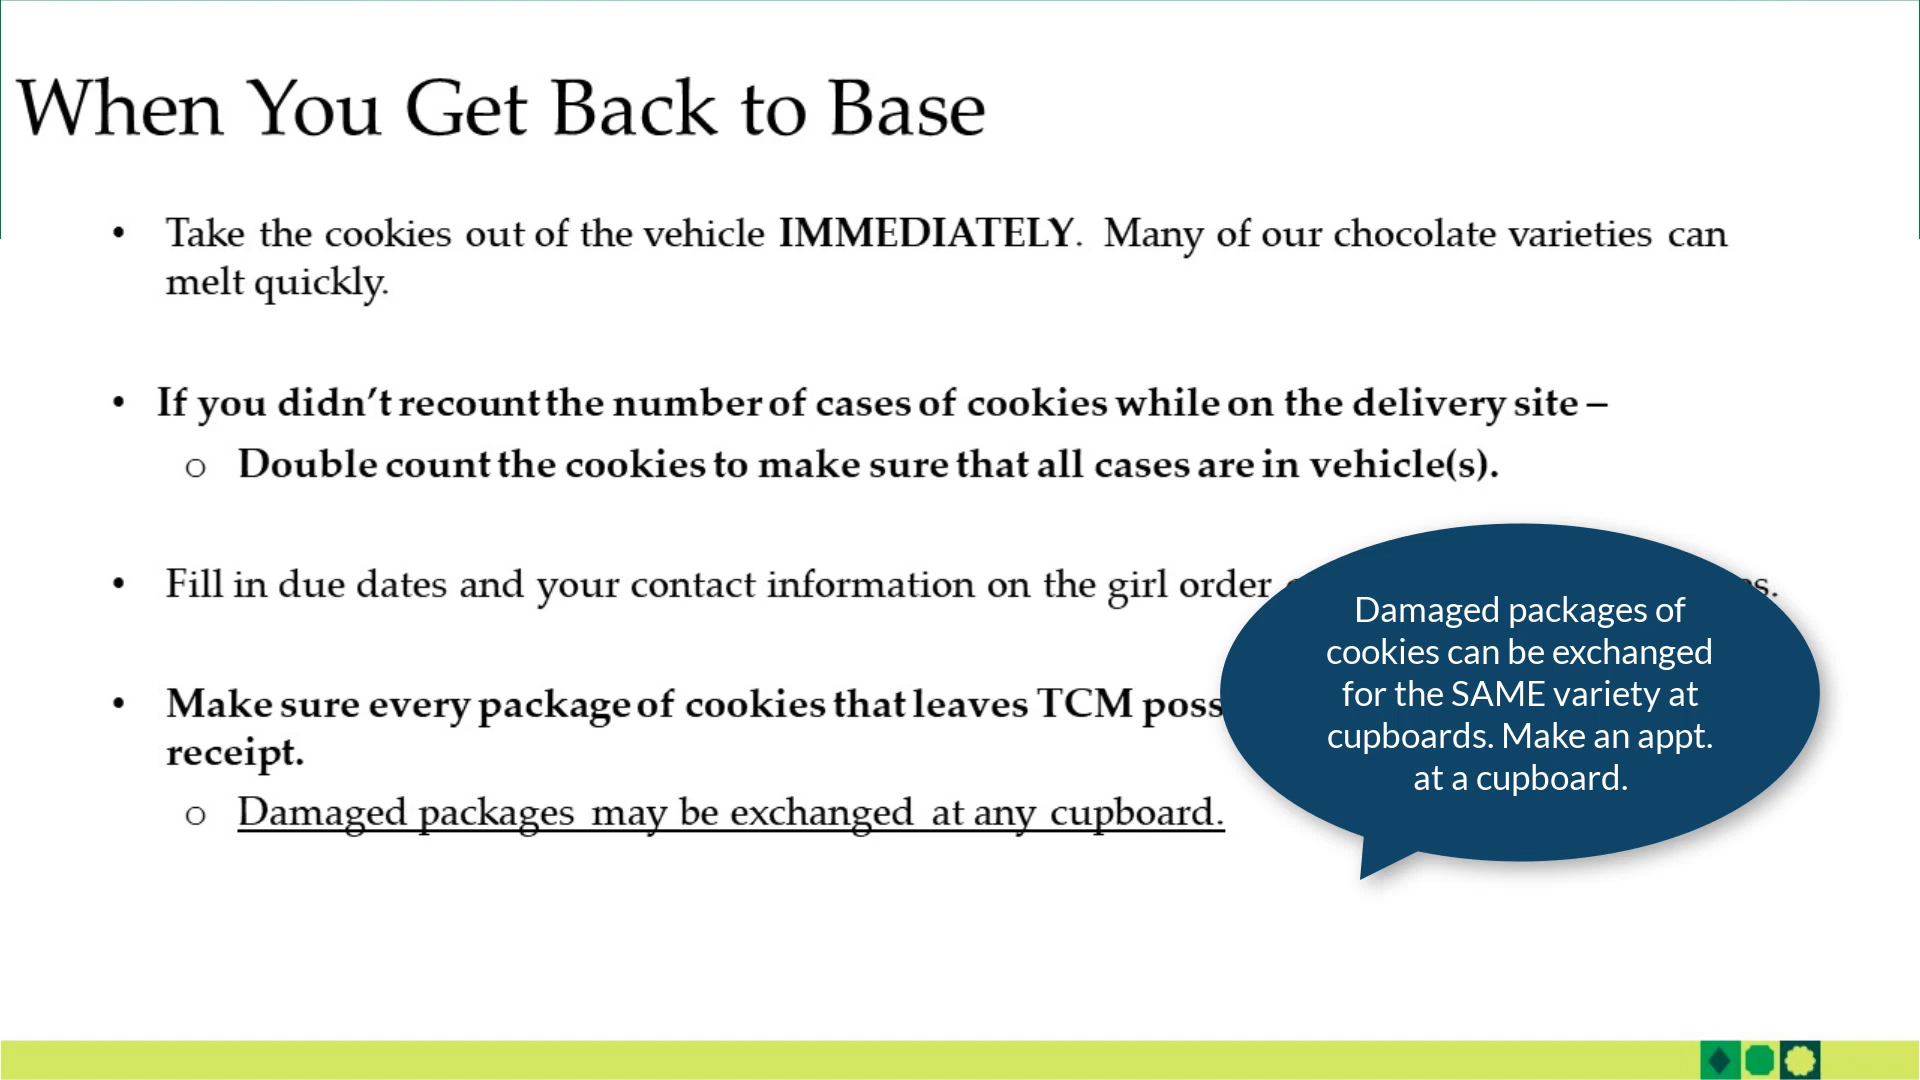 When You Get Back to Base
• Take the cookies out of the vehicle IMMEDIATELY. Many of our chocolate varieties can
melt quickly.
• If you didn't recount the number of cases of cookies while on the delivery site –
o Double count the cookies to make sure that all cases are in vehicle(s).
• Fill in due dates and your contact information on the girl order
• Make sure every package of cookies that leaves TCM
receipt.
o Damaged packages may be exchanged at any cupboard.
Damaged packages of
cookies can be exchanged
for the SAME variety at
cupboards. Make an appt.
at a cupboard.